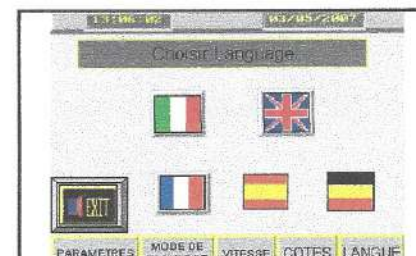 13:06:02 03/05/2007
Choisir Language
EXIT
PARAMETRES MODE DE VITESSE COTES LANGUE